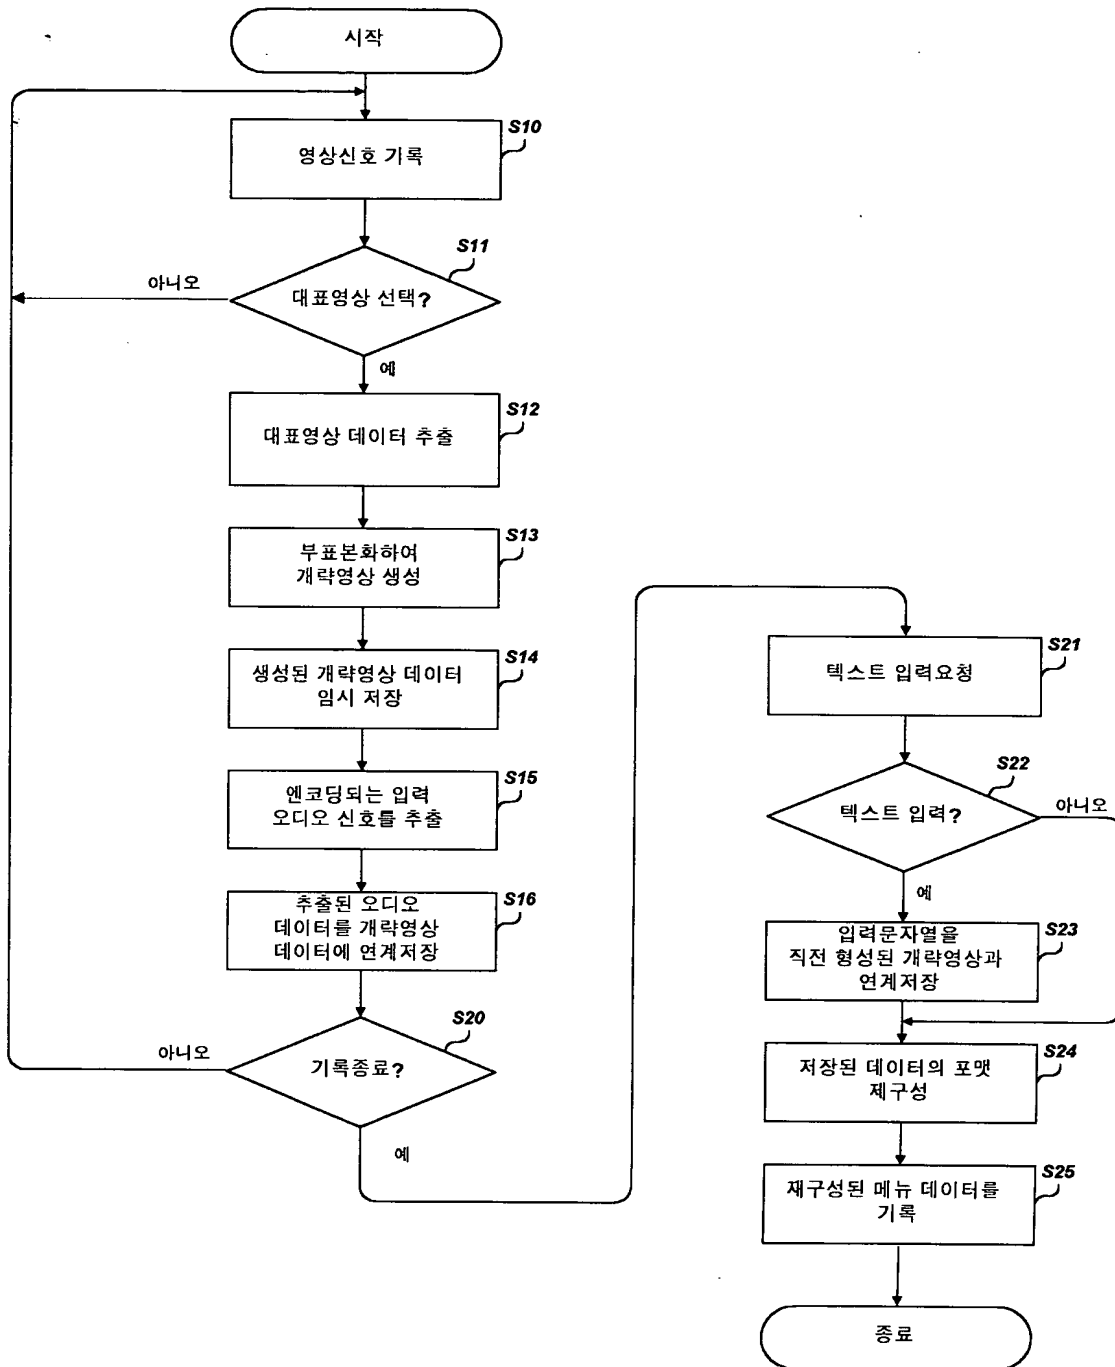 시작
S10
영상신호 기록
S11
아니오
대표영상 선택?
예
S12
대표영상 데이터 추출
S13
부표본화하여
개략영상 생성
S14
생성된 개략영상 데이터
임시 저장
S15
엔코딩되는 입력
오디오 신호를 추출
S16
추출된 오디오
데이터를 개략영상
데이터에 연계저장
S20
아니오
기록종료?
예
S21
텍스트 입력요청
S22
텍스트 입력?
아니오
예
S23
입력문자열을
직전 형성된 개략영상과
연계저장
S24
저장된 데이터의 포맷
제구성
S25
재구성된 메뉴 데이터를
기록
종료